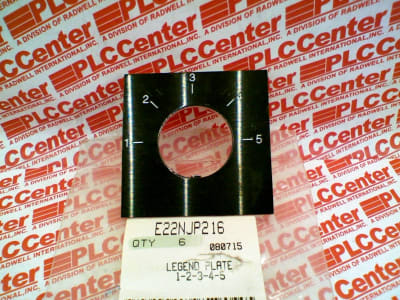 PLCCenter
A DIVISION OF RADWELL INTERNATIONAL, INC.
3
2
1
5
E22NJP216
QTY 6 080715
LEGEND PLATE
1-2-3-4-5